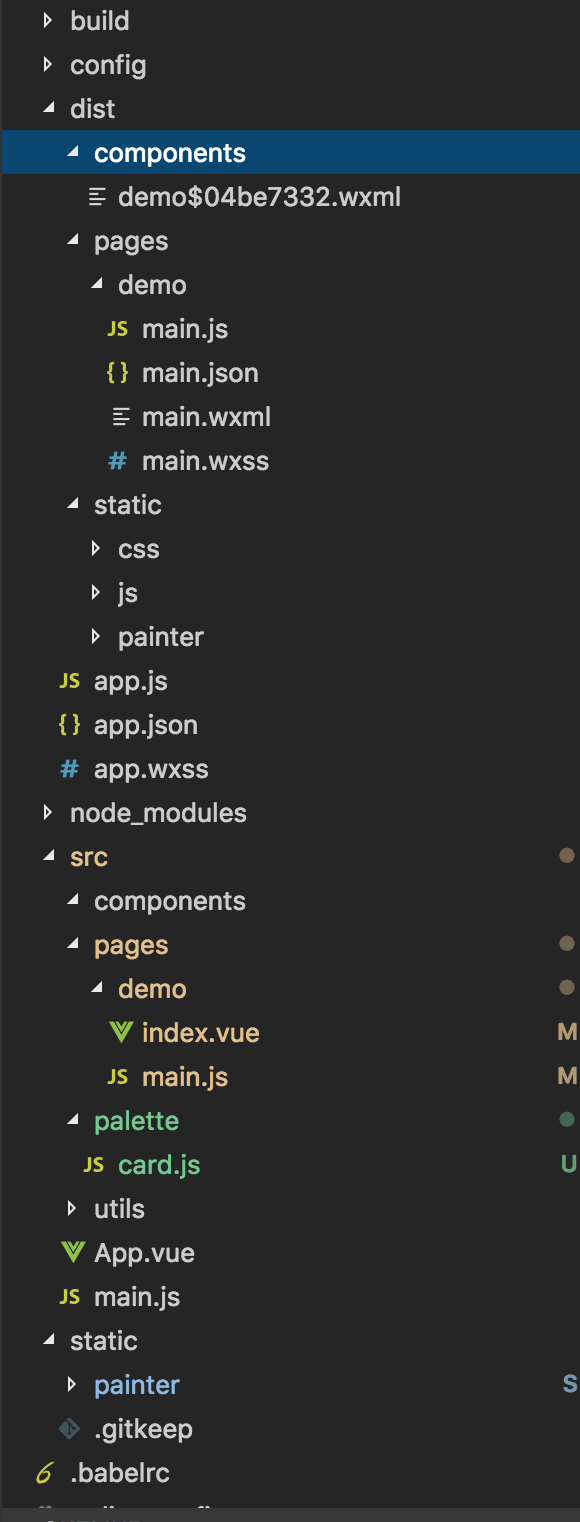 build
config
dist
components
demo$04be7332.wxml
pages
demo
JS main.js
{} main.json
main.wxml
# main.wxss
static
css
js
painter
JS app.js
{} app.json
# app.wxss
node_modules
src
components
pages
demo
index.vue M
JS main.js M
palette
JS card.js U
utils
App.vue
JS main.js
static
painter S
.gitkeep
6 .babelrc